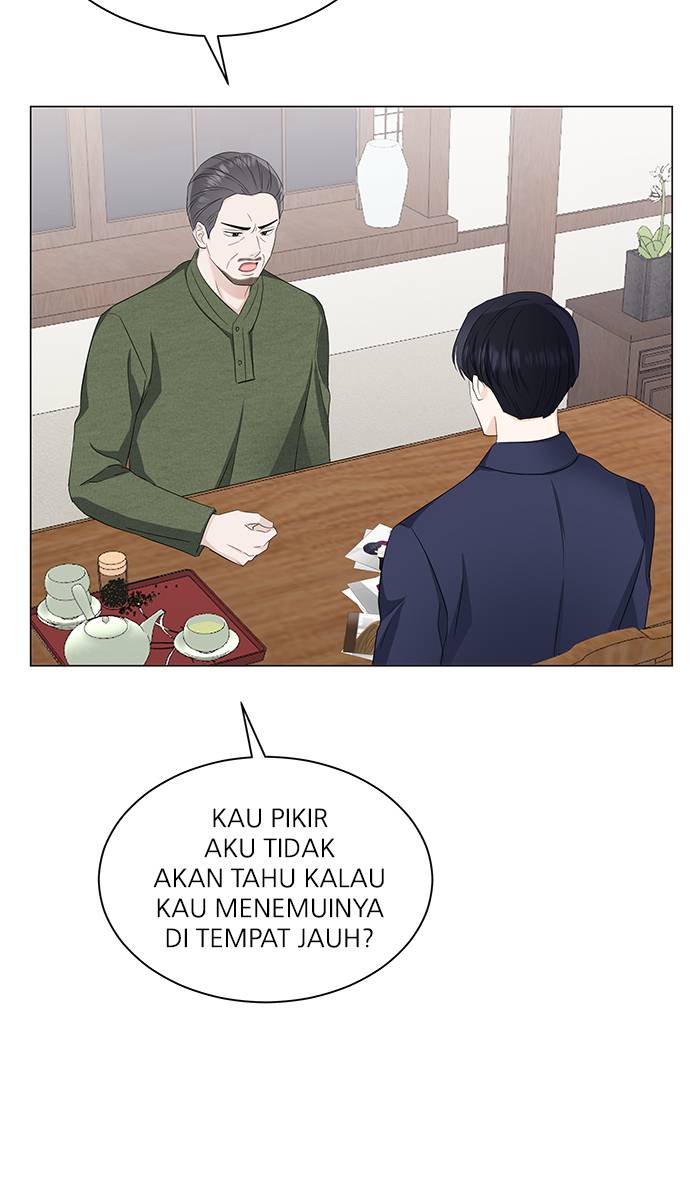 KAU PIKIR
AKU TIDAK
AKAN TAHU KALAU
KAU MENEMUINYA
DI TEMPAT JAUH?